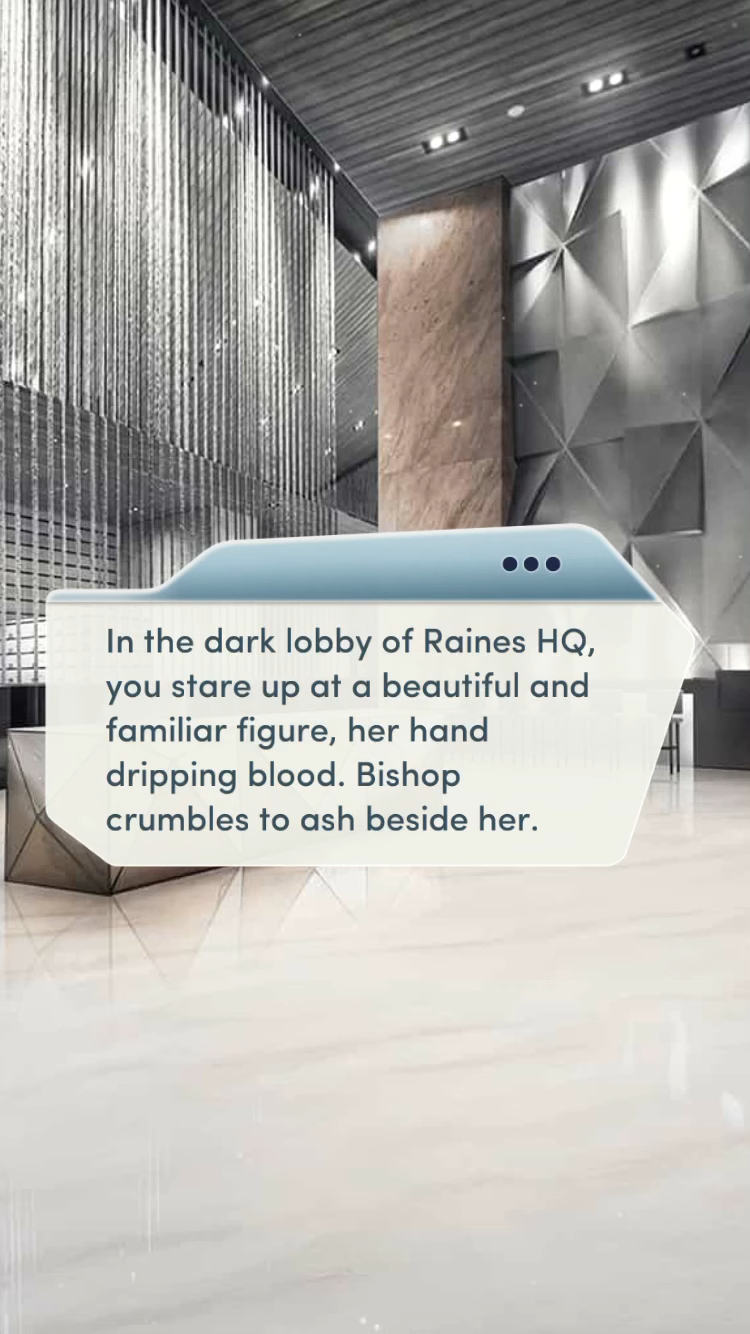 In the dark lobby of Raines HQ,
you stare up at a beautiful and
familiar figure, her hand
dripping blood. Bishop
crumbles to ash beside her.